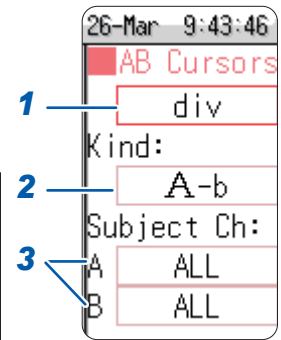 26-Mar 9:43:46
AB Cursors
1 div
Kind:
2 A-b
Subject Ch:
3 A ALL
B ALL